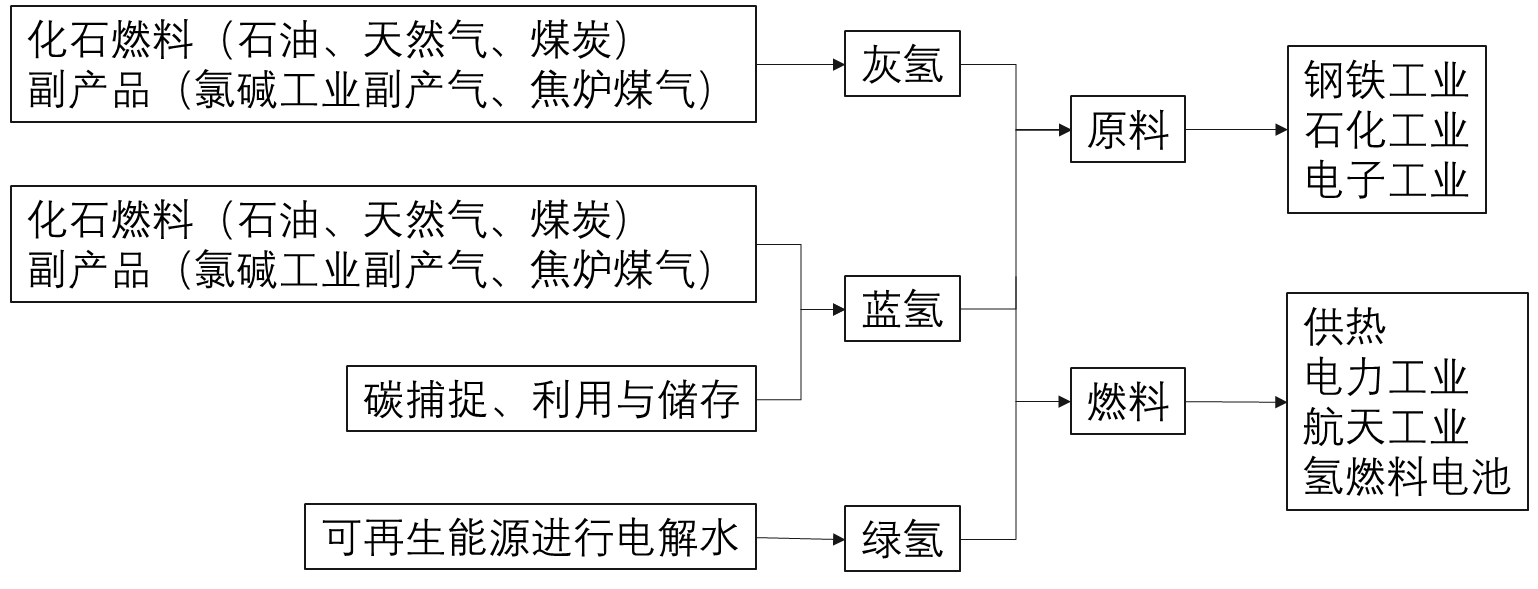 化石燃料（石油、天然气、煤炭）
副产品（氯碱工业副产气、焦炉煤气）
灰氢
原料
钢铁工业
石化工业
电子工业
化石燃料（石油、天然气、煤炭）
副产品（氯碱工业副产气、焦炉煤气）
蓝氢
碳捕捉、利用与储存
燃料
供热
电力工业
航天工业
氢燃料电池
可再生能源进行电解水
绿氢